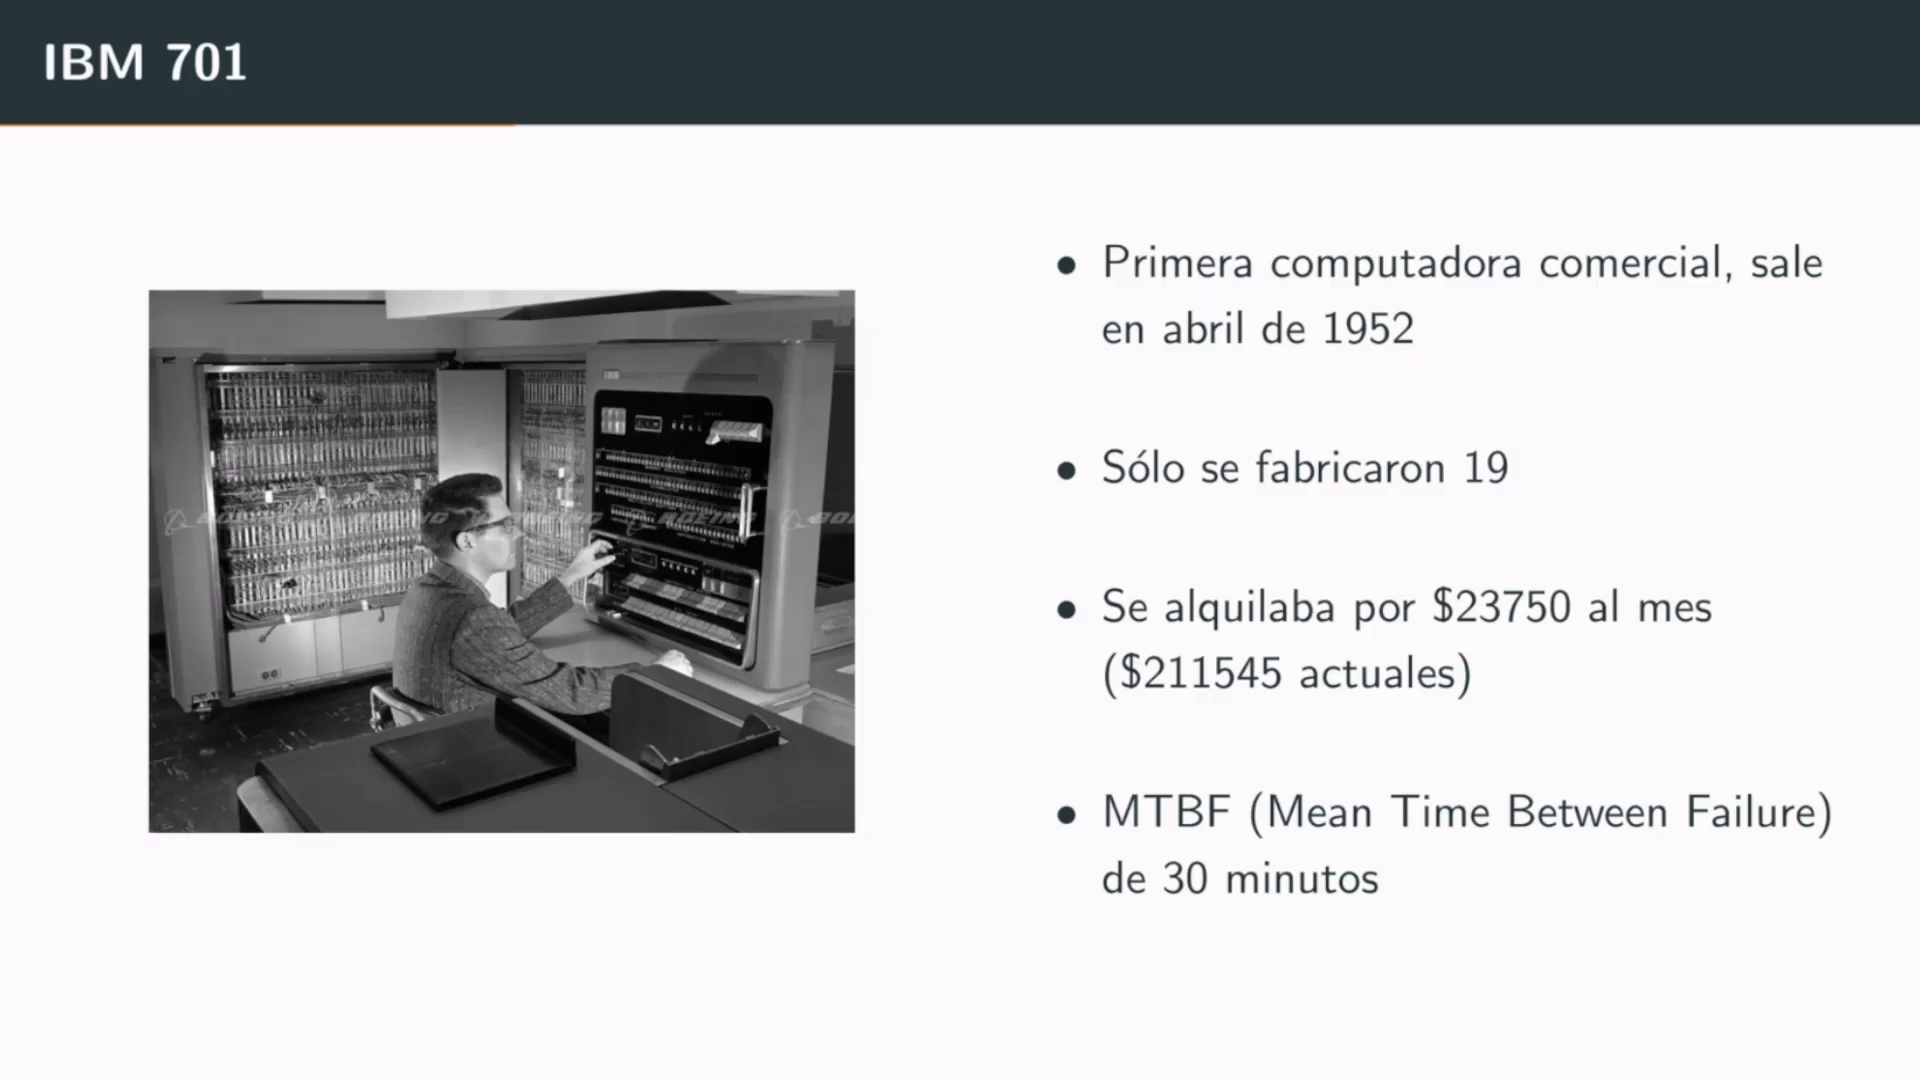 IBM 701
• Primera computadora comercial, sale
en abril de 1952
• Sólo se fabricaron 19
• Se alquilaba por $23750 al mes
($211545 actuales)
• MTBF (Mean Time Between Failure)
de 30 minutos
BOEING